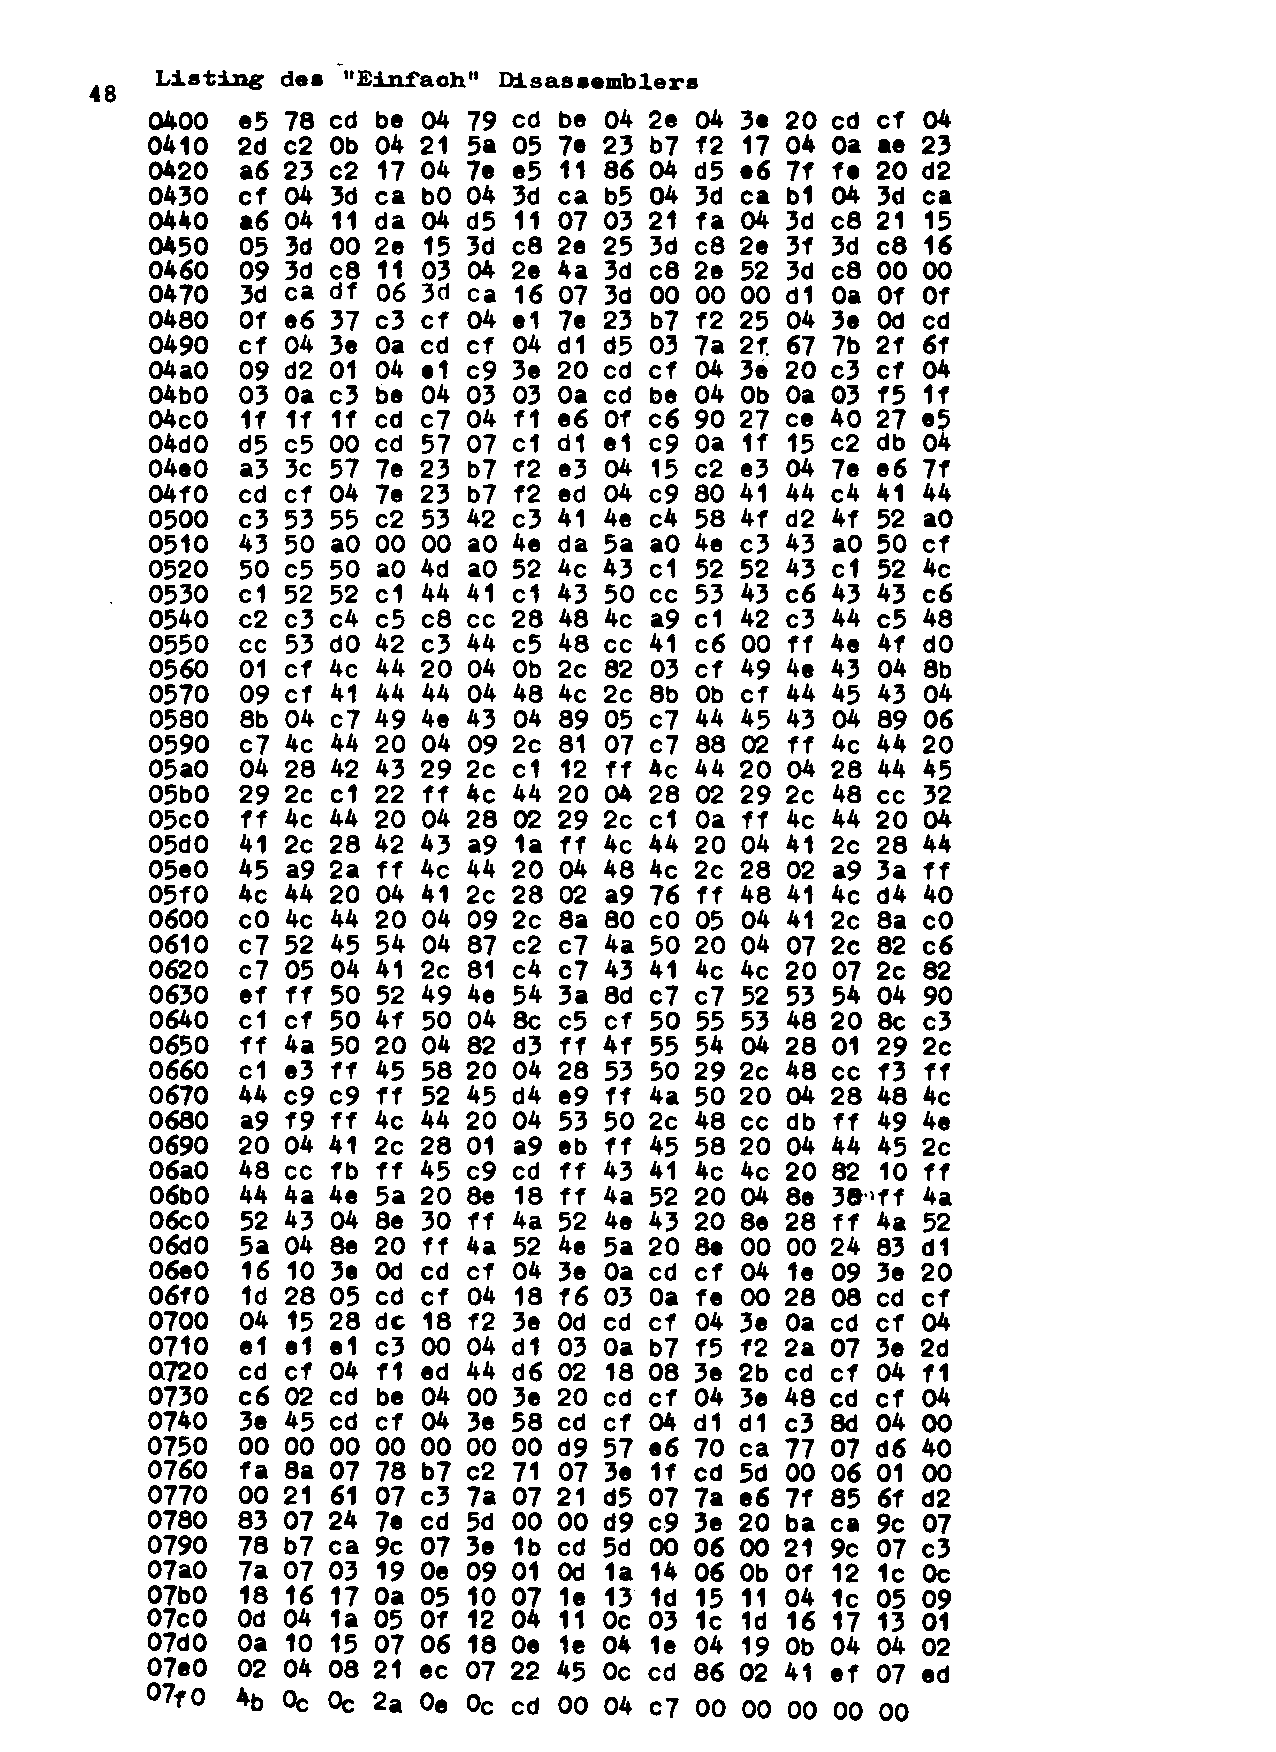 Listing des "Einfach" Disassemblers
48
0400 e5 78 cd be 04 79 cd be 04 2e 04 3e 20 cd cf 04
0410 2d c2 0b 04 21 5a 05 7e 23 b7 f2 17 04 0a ae 23
0420 a6 23 c2 17 04 7e e5 11 86 04 d5 e6 7f fe 20 d2
0430 cf 04 3d ca b0 04 3d ca b5 04 3d ca b1 04 3d ca
0440 a6 04 11 da 04 d5 11 07 03 21 fa 04 3d c8 21 15
0450 05 3d 00 2e 15 3d c8 2e 25 3d c8 2e 3f 3d c8 16
0460 09 3d c8 11 03 04 2e 4a 3d c8 2e 52 3d c8 00 00
0470 3d ca df 06 3d ca 16 07 3d 00 00 00 d1 0a 0f 0f
0480 0f e6 37 c3 cf 04 e1 7e 23 b7 f2 25 04 3e 0d cd
0490 cf 04 3e 0a cd cf 04 d1 d5 03 7a 2f 67 7b 2f 6f
04a0 09 d2 01 04 e1 c9 3e 20 cd cf 04 3e 20 c3 cf 04
04b0 03 0a c3 be 04 03 03 0a cd be 04 0b 0a 03 f5 1f
04c0 1f 1f 1f cd c7 04 f1 e6 0f c6 90 27 ce 40 27 e5
04d0 d5 c5 00 cd 57 07 c1 d1 e1 c9 0a 1f 15 c2 db 04
04e0 a3 3c 57 7e 23 b7 f2 e3 04 15 c2 e3 04 7e e6 7f
04f0 cd cf 04 7e 23 b7 f2 ed 04 c9 80 41 44 c4 41 44
0500 c3 53 55 c2 53 42 c3 41 4e c4 58 4f d2 4f 52 a0
0510 43 50 a0 00 00 a0 4e da 5a a0 4e c3 43 a0 50 cf
0520 50 c5 50 a0 4d a0 52 4c 43 c1 52 52 43 c1 52 4c
0530 c1 52 52 c1 44 41 c1 43 50 cc 53 43 c6 43 43 c6
0540 c2 c3 c4 c5 c8 cc 28 48 4c a9 c1 42 c3 44 c5 48
0550 cc 53 d0 42 c3 44 c5 48 cc 41 c6 00 ff 4e 4f d0
0560 01 cf 4c 44 20 04 0b 2c 82 03 cf 49 4e 43 04 8b
0570 09 cf 41 44 44 04 48 4c 2c 8b 0b cf 44 45 43 04
0580 8b 04 c7 49 4e 43 04 89 05 c7 44 45 43 04 89 06
0590 c7 4c 44 20 04 09 2c 81 07 c7 88 02 ff 4c 44 20
05a0 04 28 42 43 29 2c c1 12 ff 4c 44 20 04 28 44 45
05b0 29 2c c1 22 ff 4c 44 20 04 28 02 29 2c 48 cc 32
05c0 ff 4c 44 20 04 28 02 29 2c c1 0a ff 4c 44 20 04
05d0 41 2c 28 42 43 a9 1a ff 4c 44 20 04 41 2c 28 44
05e0 45 a9 2a ff 4c 44 20 04 48 4c 2c 28 02 a9 3a ff
05f0 4c 44 20 04 41 2c 28 02 a9 76 ff 48 41 4c d4 40
0600 c0 4c 44 20 04 09 2c 8a 80 c0 05 04 41 2c 8a c0
0610 c7 52 45 54 04 87 c2 c7 4a 50 20 04 07 2c 82 c6
0620 c7 05 04 41 2c 81 c4 c7 43 41 4c 4c 20 07 2c 82
0630 ef ff 50 52 49 4e 54 3a 8d c7 c7 52 53 54 04 90
0640 c1 cf 50 4f 50 04 8c c5 cf 50 55 53 48 20 8c c3
0650 ff 4a 50 20 04 82 d3 ff 4f 55 54 04 28 01 29 2c
0660 c1 e3 ff 45 58 20 04 28 53 50 29 2c 48 cc f3 ff
0670 44 c9 c9 ff 52 45 d4 e9 ff 4a 50 20 04 28 48 4c
0680 a9 f9 ff 4c 44 20 04 53 50 2c 48 cc db ff 49 4e
0690 20 04 41 2c 28 01 a9 eb ff 45 58 20 04 44 45 2c
06a0 48 cc fb ff 45 c9 cd ff 43 41 4c 4c 20 82 10 ff
06b0 44 4a 4e 5a 20 8e 18 ff 4a 52 20 04 8e 38 ff 4a
06c0 52 43 04 8e 30 ff 4a 52 4e 43 20 8e 28 ff 4a 52
06d0 5a 04 8e 20 ff 4a 52 4e 5a 20 8e 00 00 24 83 d1
06e0 16 10 3e 0d cd cf 04 3e 0a cd cf 04 1e 09 3e 20
06f0 1d 28 05 cd cf 04 18 f6 03 0a fe 00 28 08 cd cf
0700 04 15 28 dc 18 f2 3e 0d cd cf 04 3e 0a cd cf 04
0710 e1 e1 e1 c3 00 04 d1 03 0a b7 f5 f2 2a 07 3e 2d
0720 cd cf 04 f1 ed 44 d6 02 18 08 3e 2b cd cf 04 f1
0730 c6 02 cd be 04 00 3e 20 cd cf 04 3e 48 cd cf 04
0740 3e 45 cd cf 04 3e 58 cd cf 04 d1 d1 c3 8d 04 00
0750 00 00 00 00 00 00 00 d9 57 e6 70 ca 77 07 d6 40
0760 fa 8a 07 78 b7 c2 71 07 3e 1f cd 5d 00 06 01 00
0770 00 21 61 07 c3 7a 07 21 d5 07 7a e6 7f 85 6f d2
0780 83 07 24 7e cd 5d 00 00 d9 c9 3e 20 ba ca 9c 07
0790 78 b7 ca 9c 07 3e 1b cd 5d 00 06 00 21 9c 07 c3
07a0 7a 07 03 19 0e 09 01 0d 1a 14 06 0b 0f 12 1c 0c
07b0 18 16 17 0a 05 10 07 1e 13 1d 15 11 04 1c 05 09
07c0 0d 04 1a 05 0f 12 04 11 0c 03 1c 1d 16 17 13 01
07d0 0a 10 15 07 06 18 0e 1e 04 1e 04 19 0b 04 04 02
07e0 02 04 08 21 ec 07 22 45 0c cd 86 02 41 ef 07 ed
07f0 4b 0c 0c 2a 0e 0c cd 00 04 c7 00 00 00 00 00